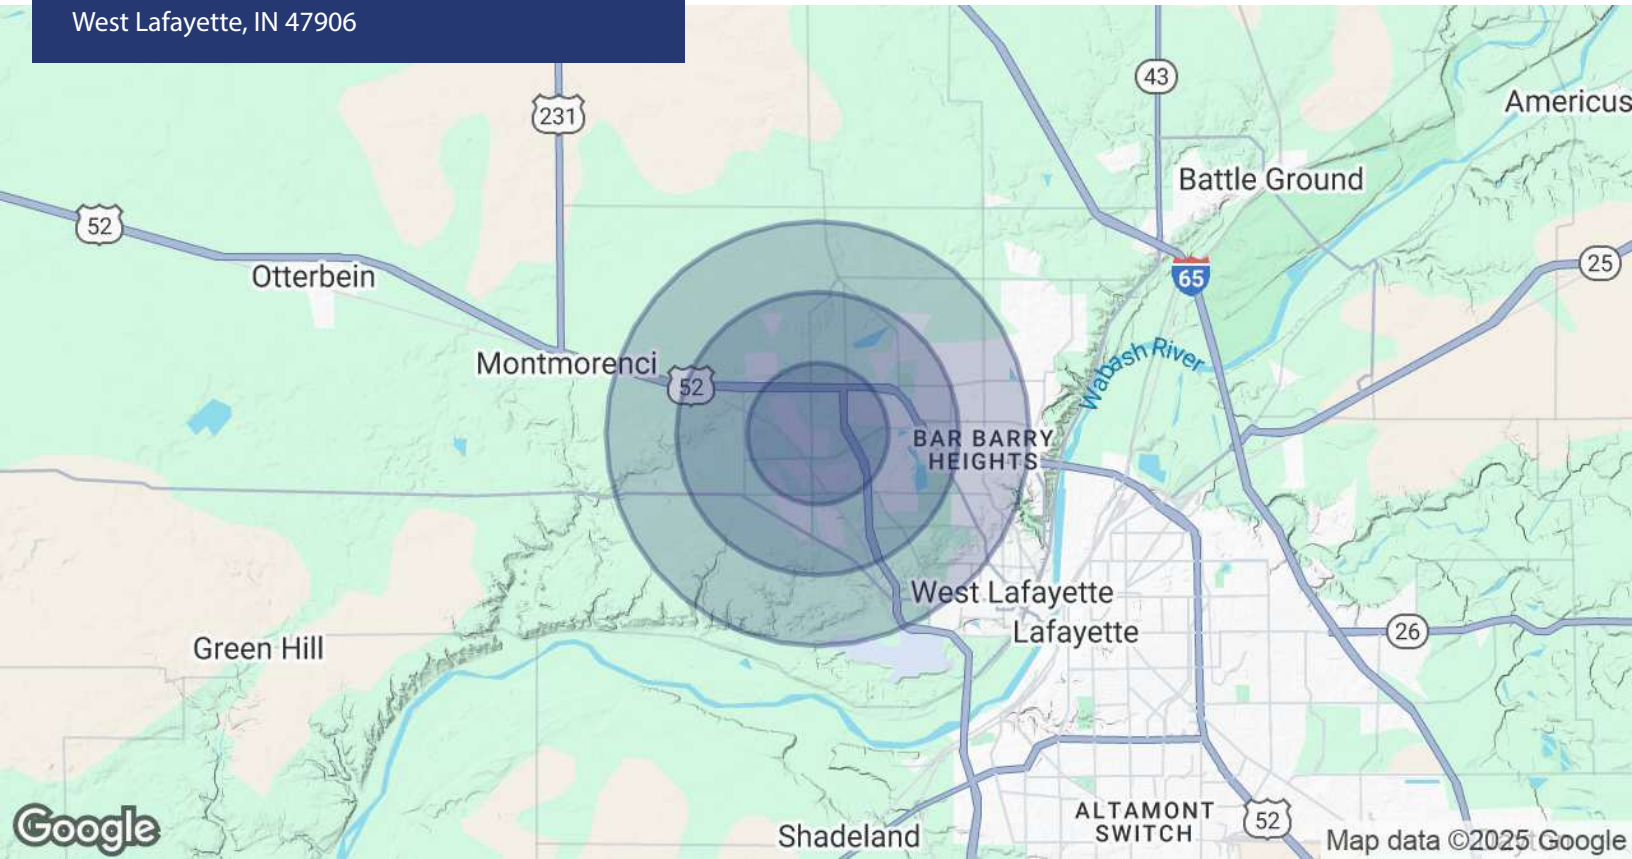 West Lafayette, IN 47906
43
Americus
231
Battle Ground
52
25
Otterbein
65
Wabash River
Montmorenci
52
BAR BARRY
HEIGHTS
West Lafayette
Lafayette
26
Green Hill
ALTAMONT
SWITCH
52
Shadeland
Google
Map data ©2025 Google